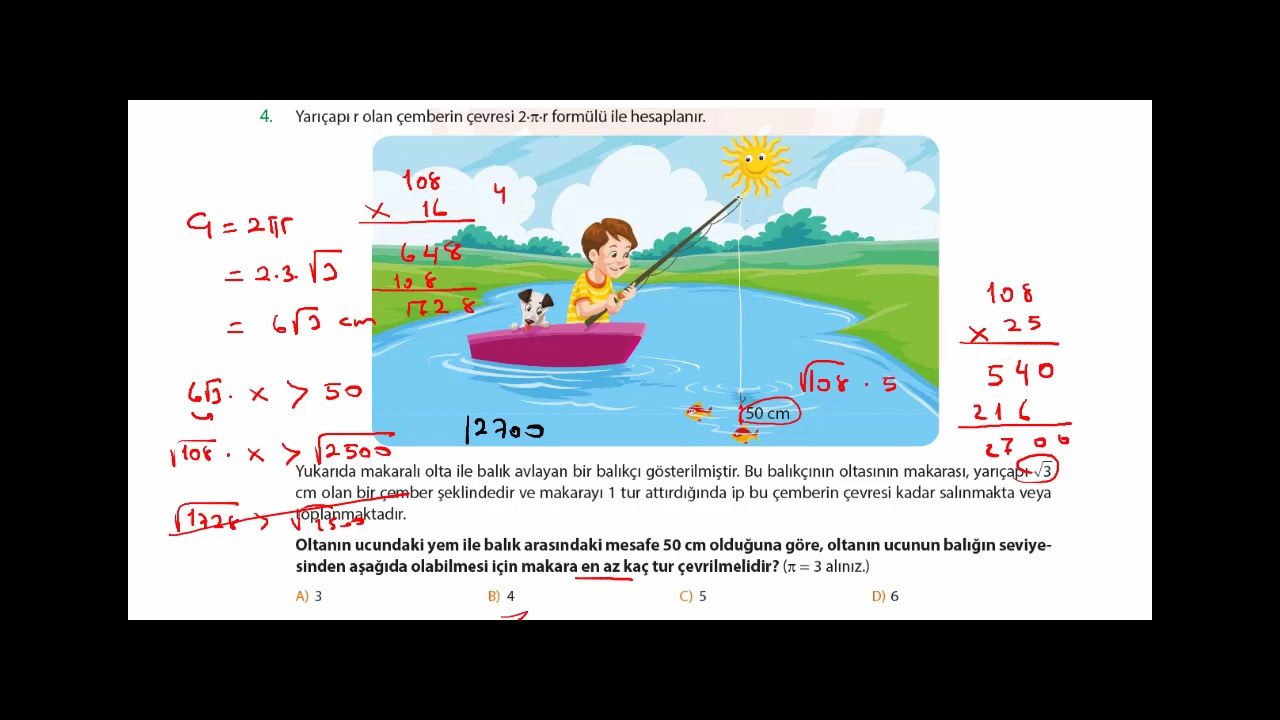 4. Yarıçapı r olan çemberin çevresi 2·π·r formülü ile hesaplanır.
108
4
x 16
648
108
1728
Ç = 2πr
= 2.3.√3
= 6√3 cm
6√3 . x > 50
√108 . x > √2500
√1728 > √2500
108
x 25
540
216
2700
√108 . 5
50 cm
√2700
Yukarıda makaralı olta ile balık avlayan bir balıkçı gösterilmiştir. Bu balıkçının oltasının makarası, yarıçapı √3
cm olan bir çember şeklindedir ve makarayı 1 tur attırdığında ip bu çemberin çevresi kadar salınmakta veya
toplanmaktadır.
Oltanın ucundaki yem ile balık arasındaki mesafe 50 cm olduğuna göre, oltanın ucunun balığın seviye-
sinden aşağıda olabilmesi için makara en az kaç tur çevrilmelidir? (π = 3 alınız.)
A) 3 B) 4 C) 5 D) 6